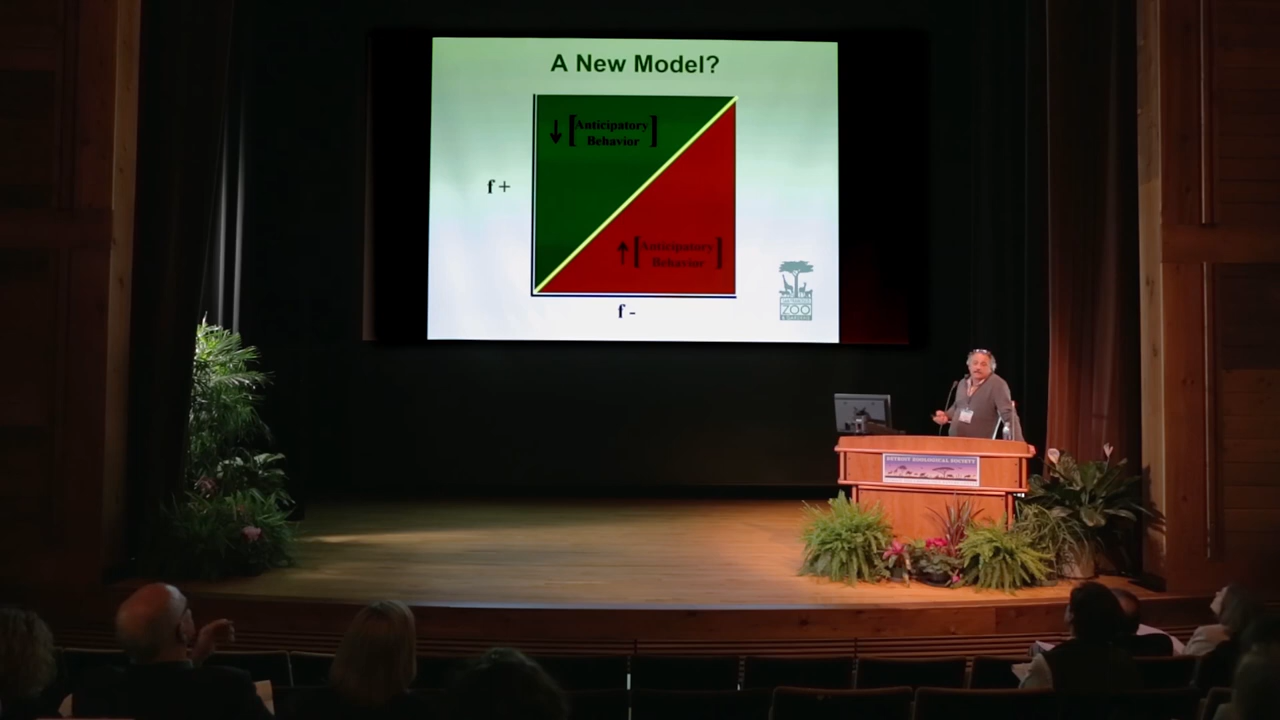 A New Model?
↓ [Anticipatory
Behavior]
f +
↑ [Anticipatory
Behavior]
f -
ZOO
DETROIT ZOOLOGICAL SOCIETY